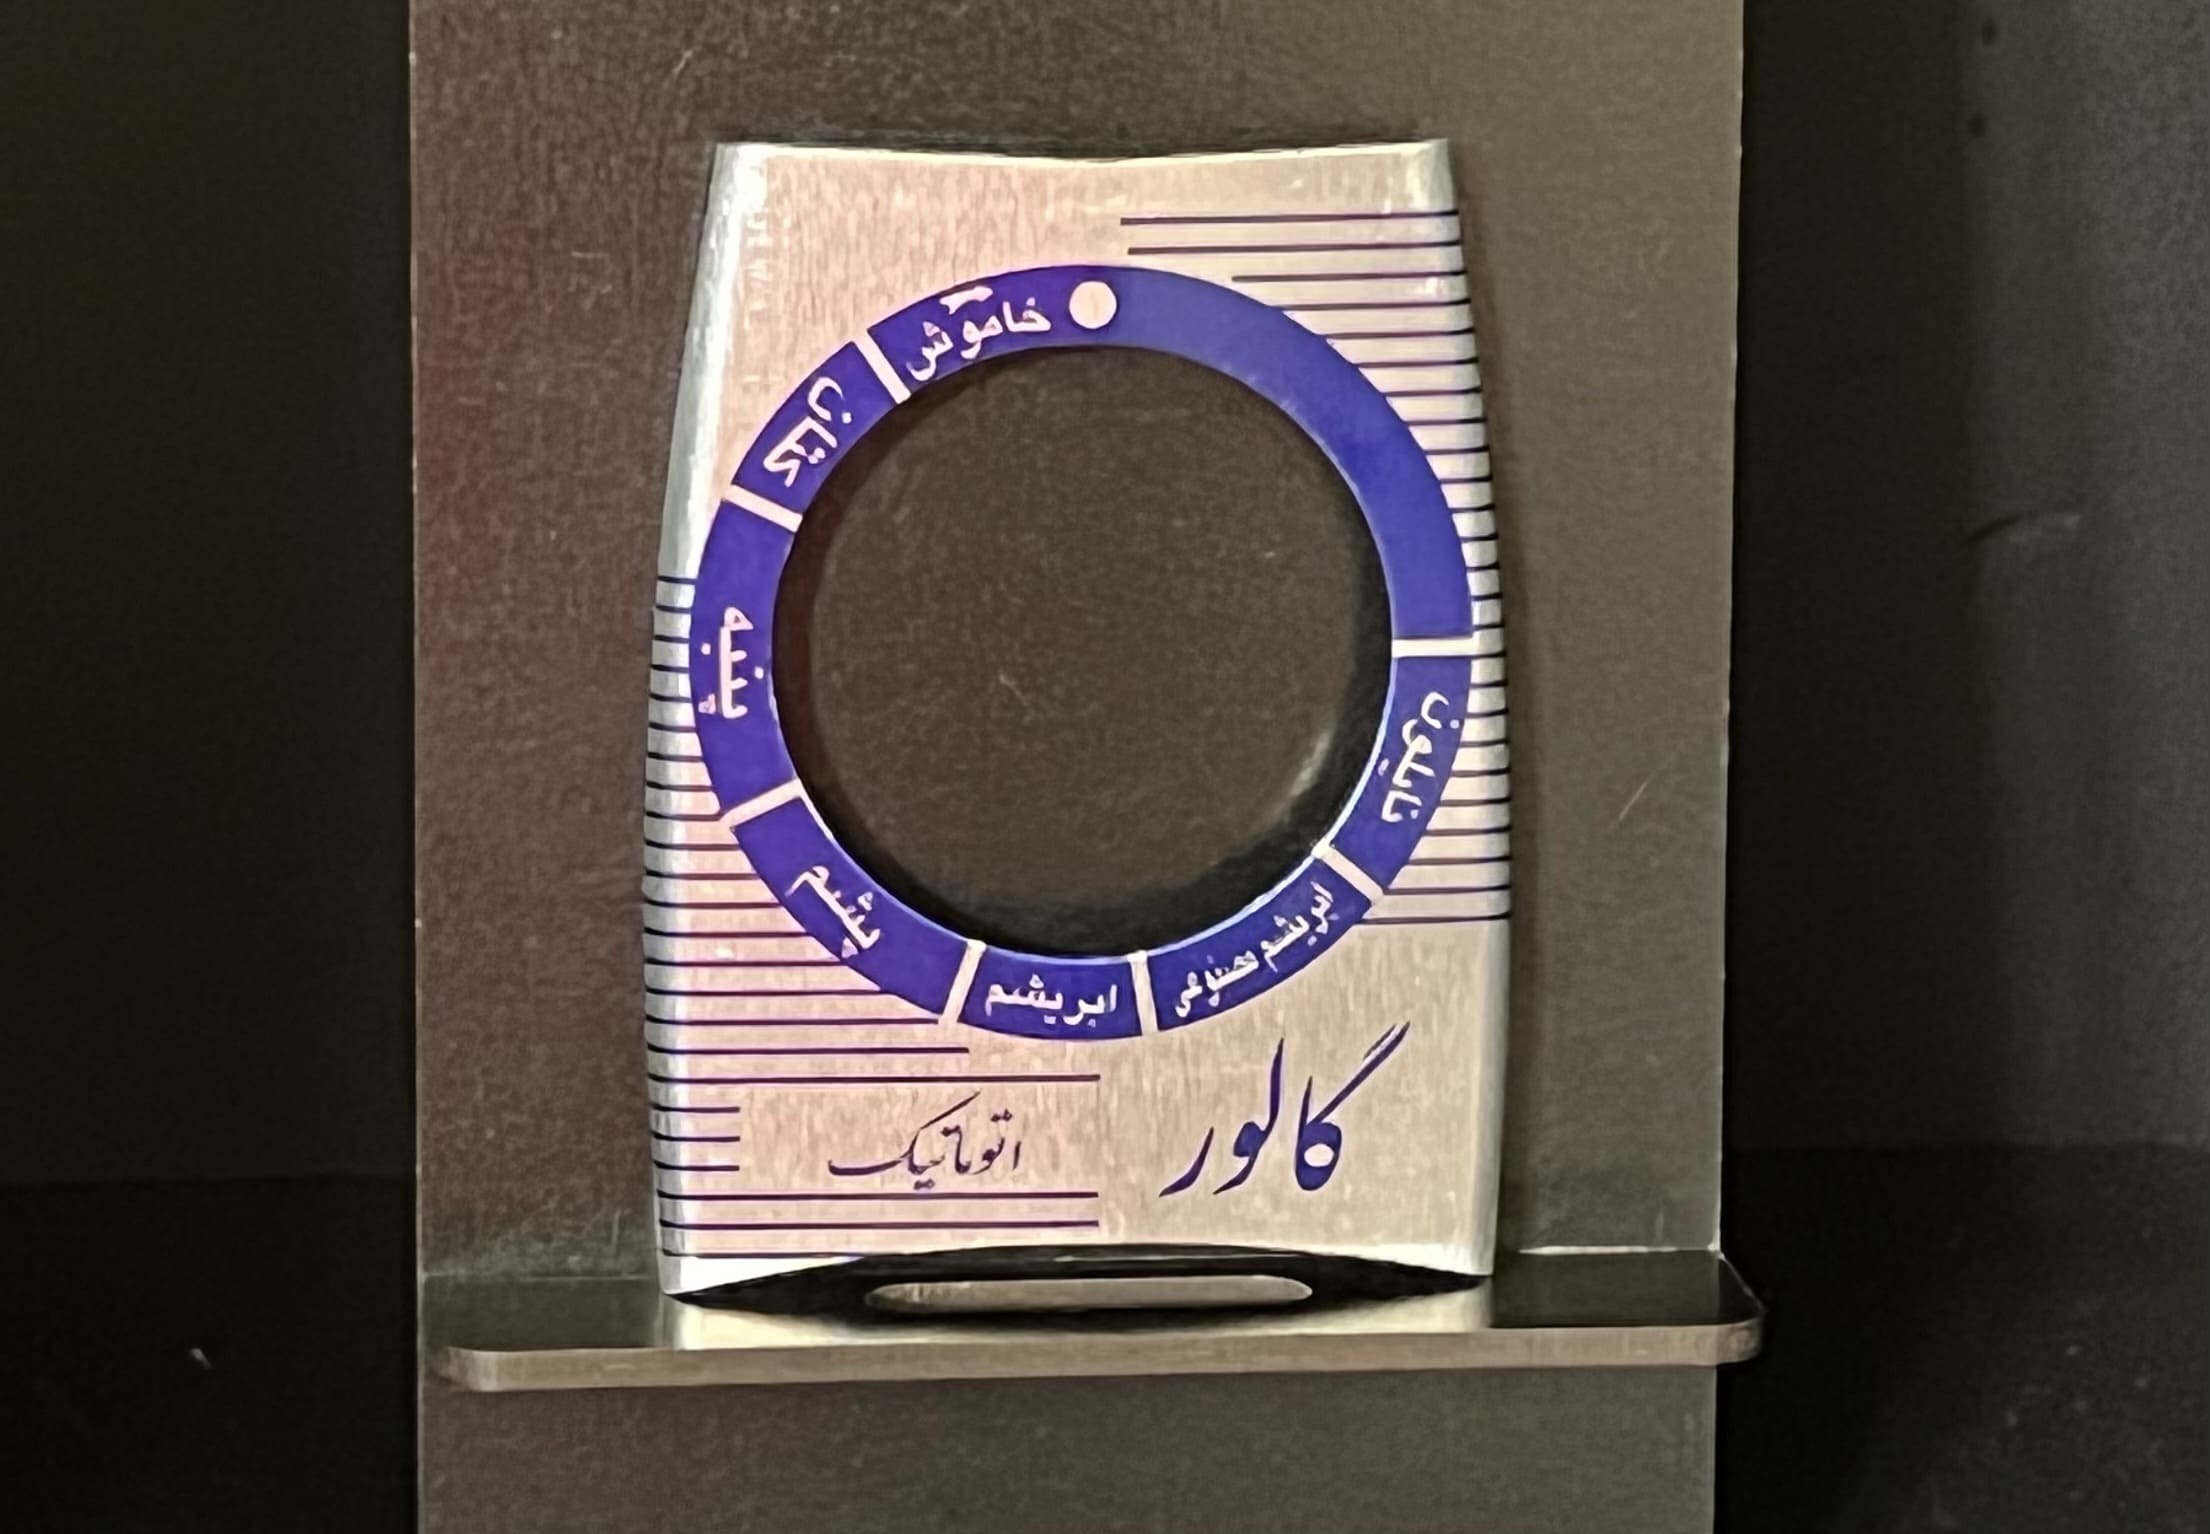 خاموش
کتان
پنبه
پشم
ابریشم
ابریشم مصنوعی
نایلون
گالور
اتوماتیک